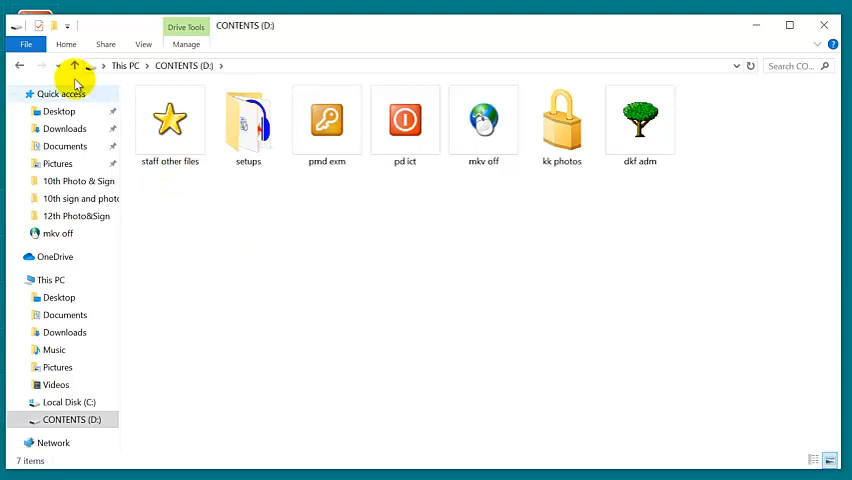 Drive Tools
CONTENTS (D:)
File
Home
Share
View
Manage
This PC
CONTENTS (D:)
Search CO...
Quick access
Desktop
Downloads
Documents
Pictures
10th Photo & Sign
10th sign and photo
12th Photo&Sign
mkv off
OneDrive
This PC
Desktop
Documents
Downloads
Music
Pictures
Videos
Local Disk (C:)
CONTENTS (D:)
Network
staff other files
setups
pmd exm
pd ict
mkv off
kk photos
dkf adm
7 items